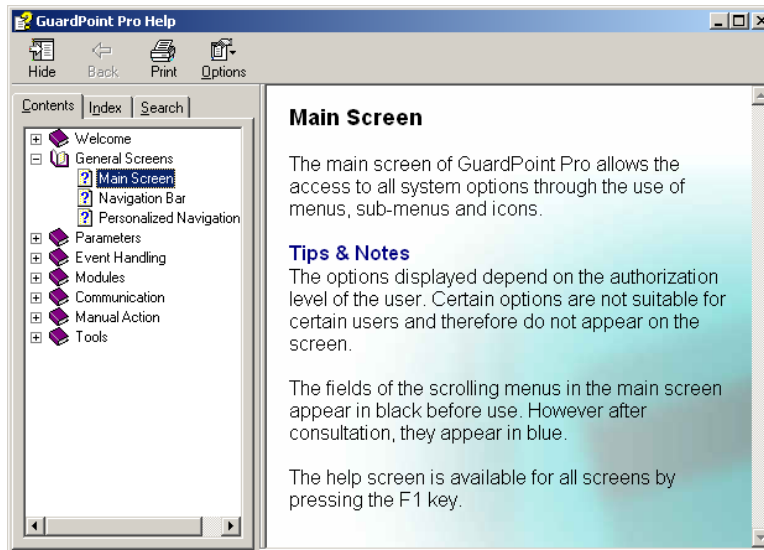 GuardPoint Pro Help
Hide Back Print Options
Contents Index Search
Welcome
General Screens
Main Screen
Navigation Bar
Personalized Navigation
Parameters
Event Handling
Modules
Communication
Manual Action
Tools
Main Screen
The main screen of GuardPoint Pro allows the
access to all system options through the use of
menus, sub-menus and icons.
Tips & Notes
The options displayed depend on the authorization
level of the user. Certain options are not suitable for
certain users and therefore do not appear on the
screen.
The fields of the scrolling menus in the main screen
appear in black before use. However after
consultation, they appear in blue.
The help screen is available for all screens by
pressing the F1 key.